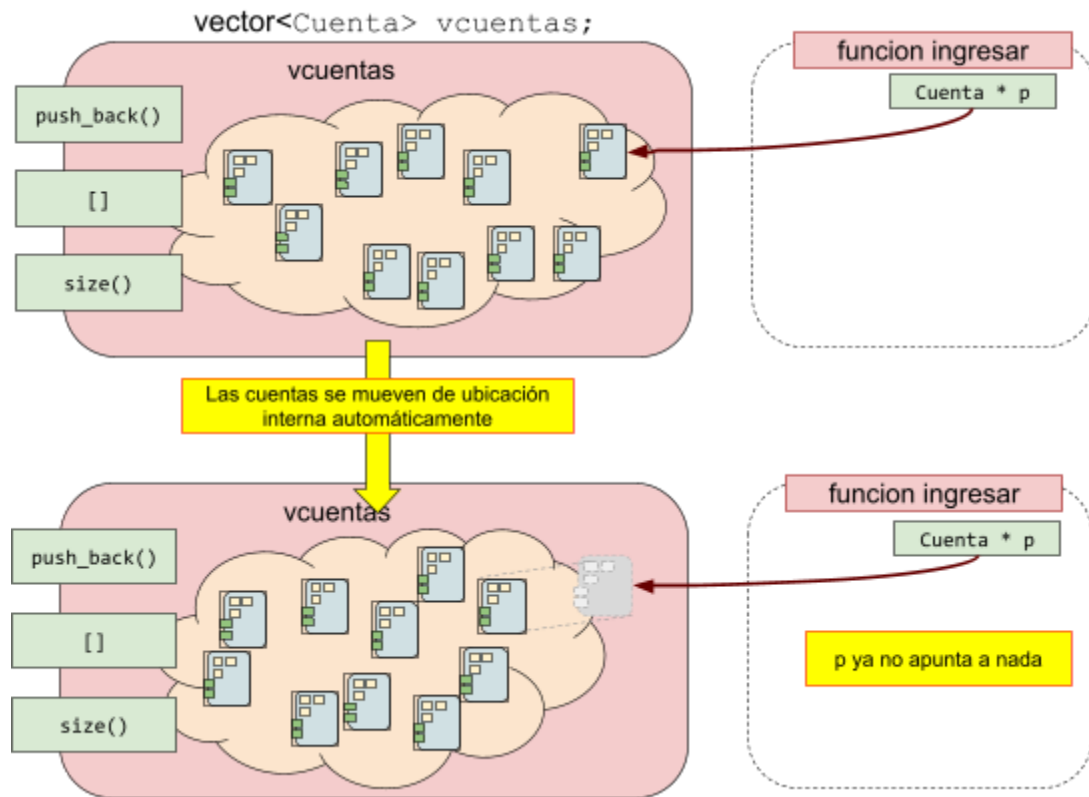 vector<Cuenta> vcuentas;
vcuentas
push_back()
[]
size()
funcion ingresar
Cuenta * p
Las cuentas se mueven de ubicación
interna automáticamente
vcuentas
push_back()
[]
size()
funcion ingresar
Cuenta * p
p ya no apunta a nada